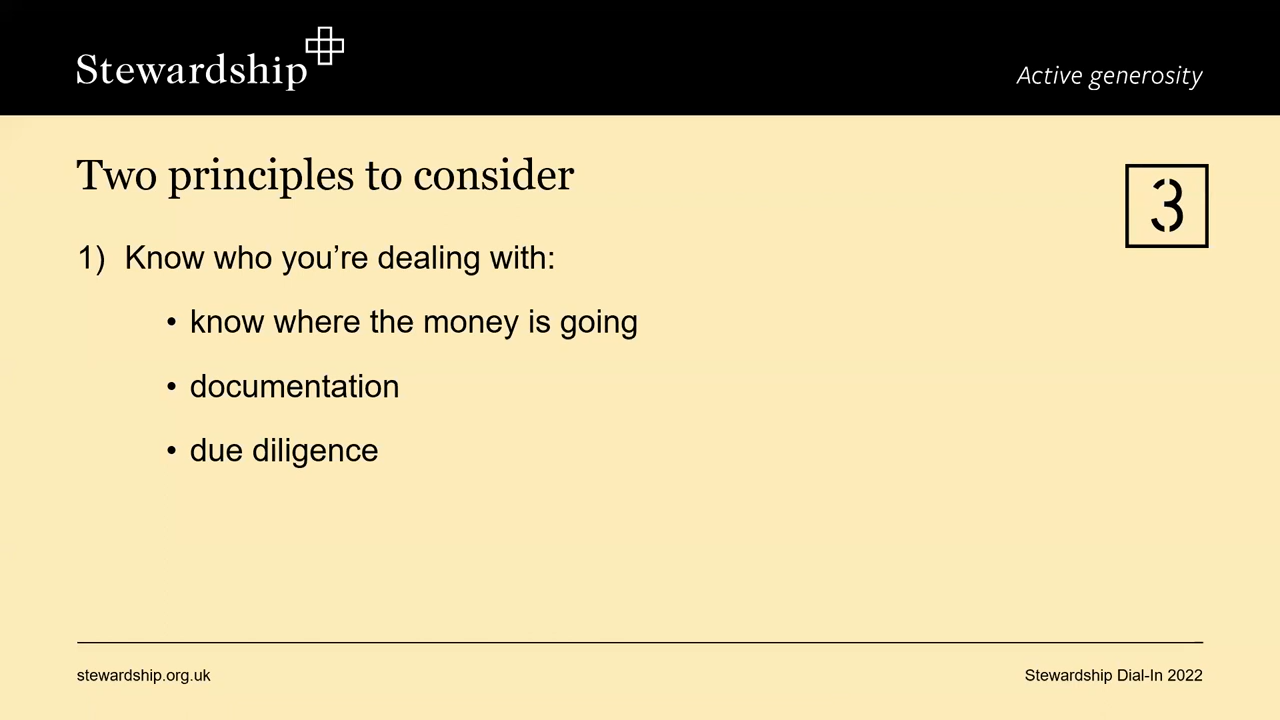 Stewardship
Active generosity
Two principles to consider
3
1) Know who you’re dealing with:
• know where the money is going
• documentation
• due diligence
stewardship.org.uk
Stewardship Dial-In 2022